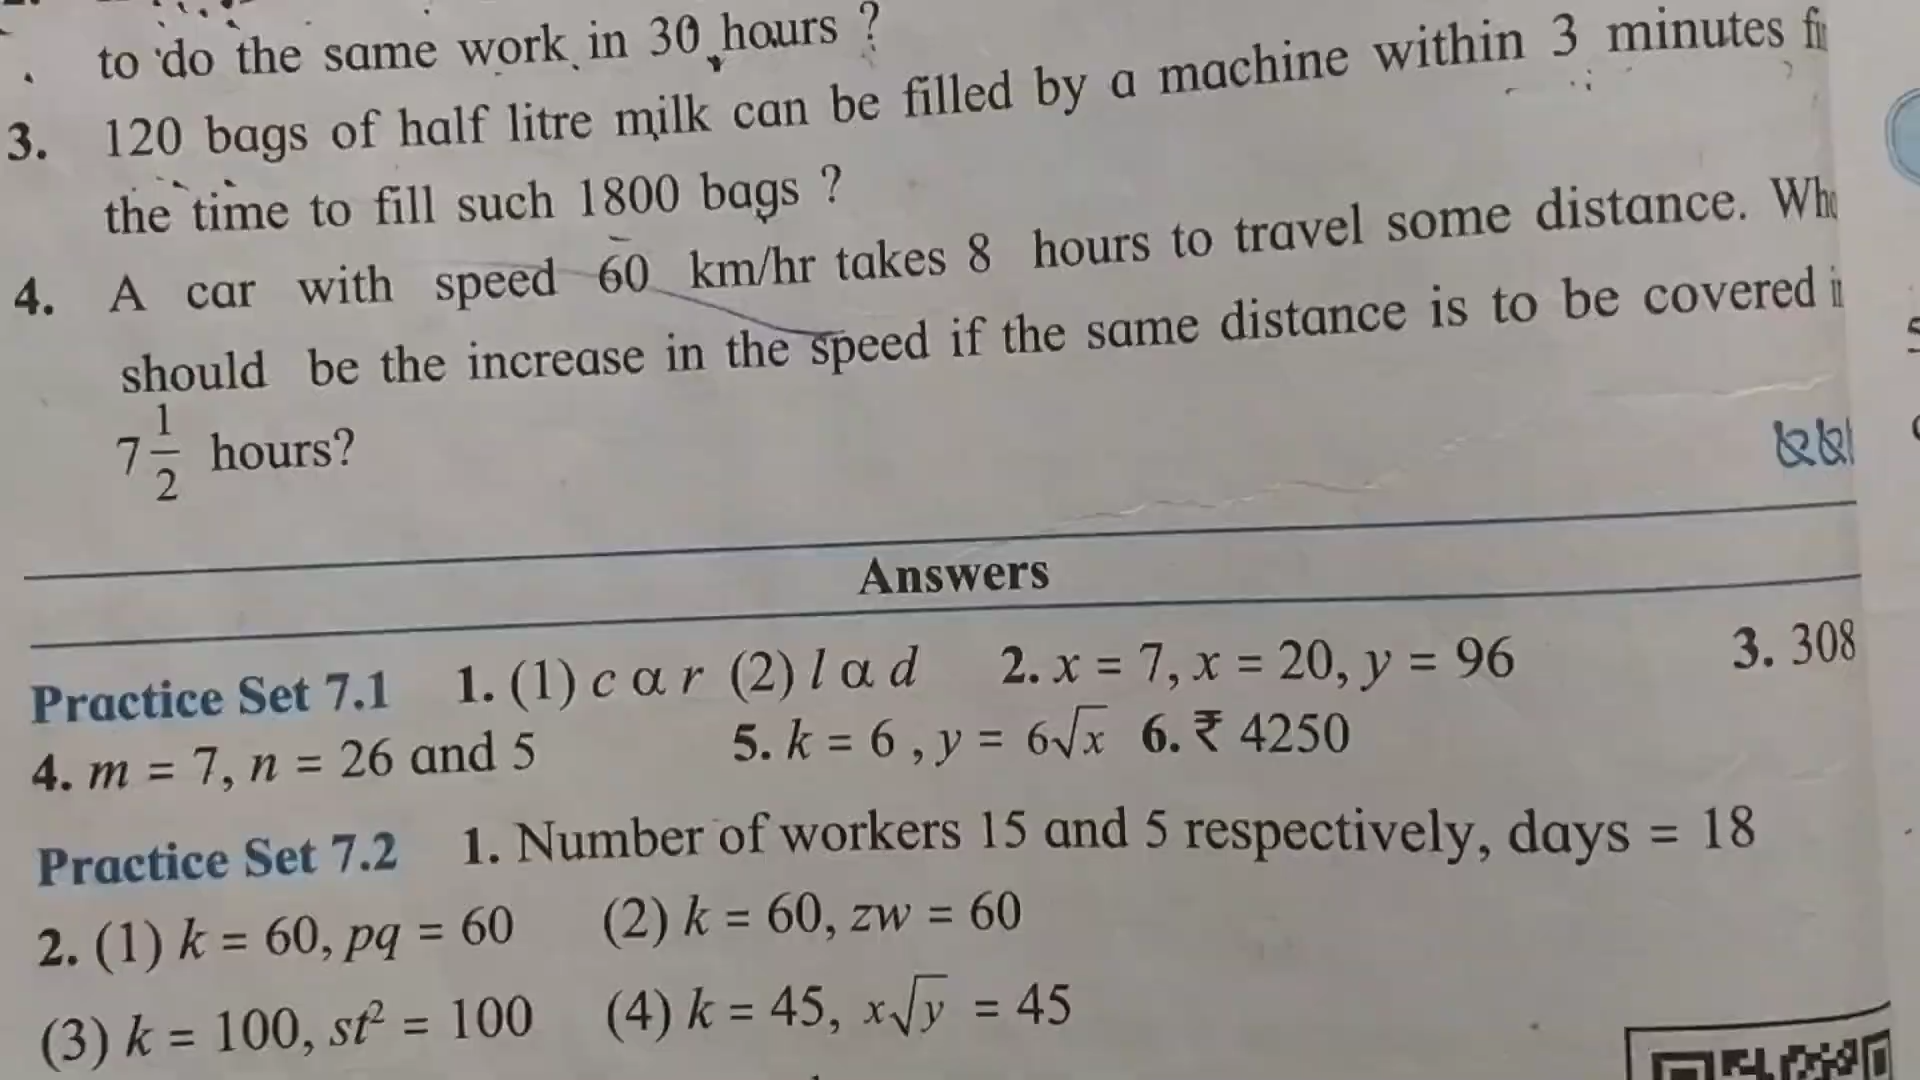 to do the same work in 30 hours ?
3. 120 bags of half litre milk can be filled by a machine within 3 minutes
the time to fill such 1800 bags ?
4. A car with speed 60 km/hr takes 8 hours to travel some distance.
should be the increase in the speed if the same distance is to be covered
7 1/2 hours?
Answers
Practice Set 7.1 1. (1) c α r (2) l α d 2. x = 7, x = 20, y = 96 3. 308
4. m = 7, n = 26 and 5 5. k = 6 , y = 6√x 6. ₹ 4250
Practice Set 7.2 1. Number of workers 15 and 5 respectively, days = 18
2. (1) k = 60, pq = 60 (2) k = 60, zw = 60
(3) k = 100, st² = 100 (4) k = 45, x√y = 45